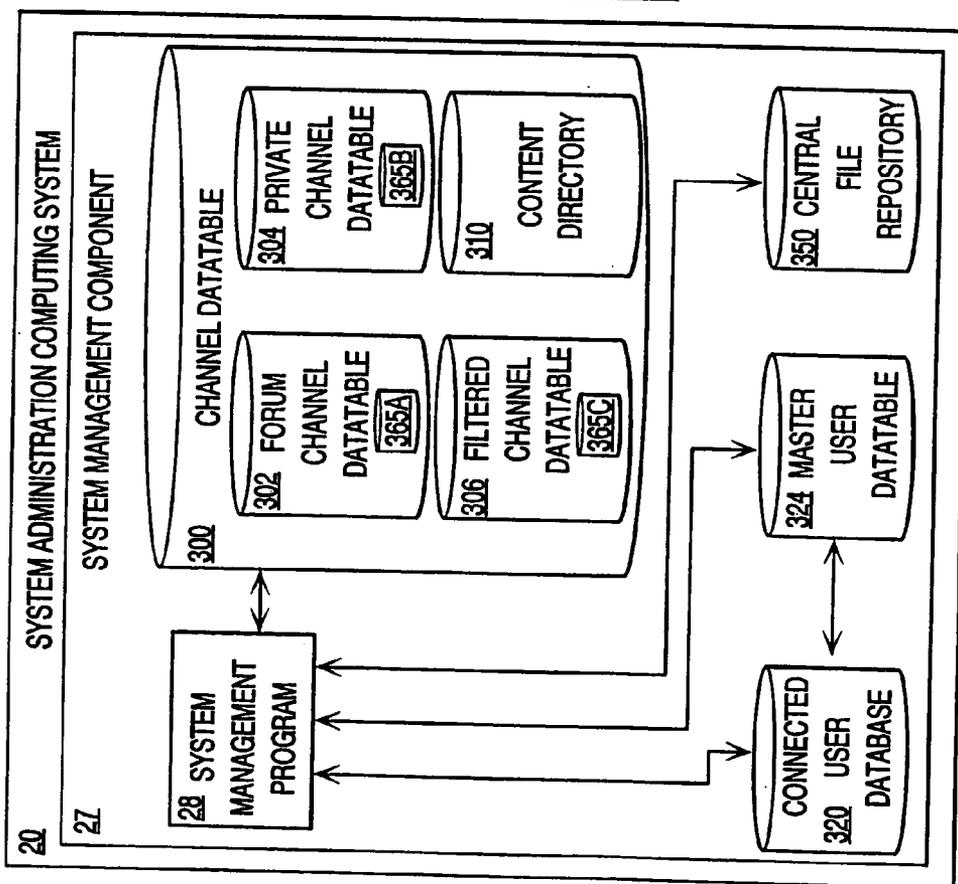 SYSTEM ADMINISTRATION COMPUTING SYSTEM
20
SYSTEM MANAGEMENT COMPONENT
27
CHANNEL DATATABLE
300
28 SYSTEM
MANAGEMENT
PROGRAM
302 FORUM
CHANNEL
DATATABLE
365A
304 PRIVATE
CHANNEL
DATATABLE
365B
306 FILTERED
CHANNEL
DATATABLE
365C
310 CONTENT
DIRECTORY
CONNECTED
USER
320 DATABASE
324 MASTER
USER
DATATABLE
350 CENTRAL
FILE
REPOSITORY